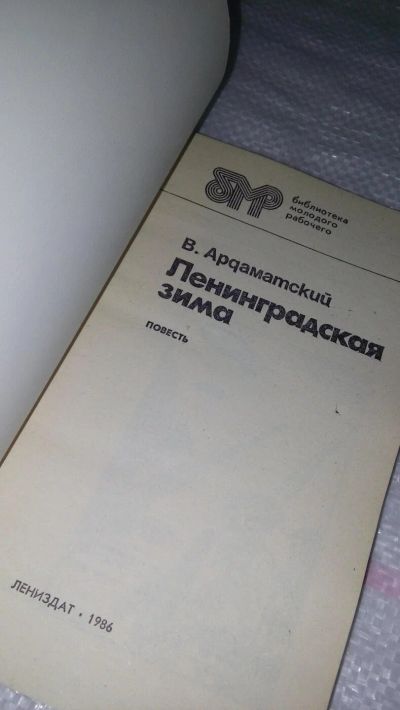 БМР
библиотека
молодого
рабочего
В. Ардаматский
Ленинградская
зима
ПОВЕСТЬ
ЛЕНИЗДАТ • 1986